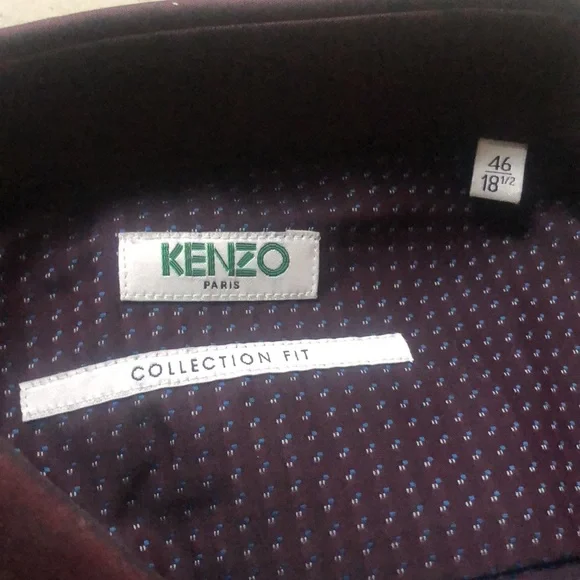 46
18 1/2
KENZO
PARIS
COLLECTION FIT